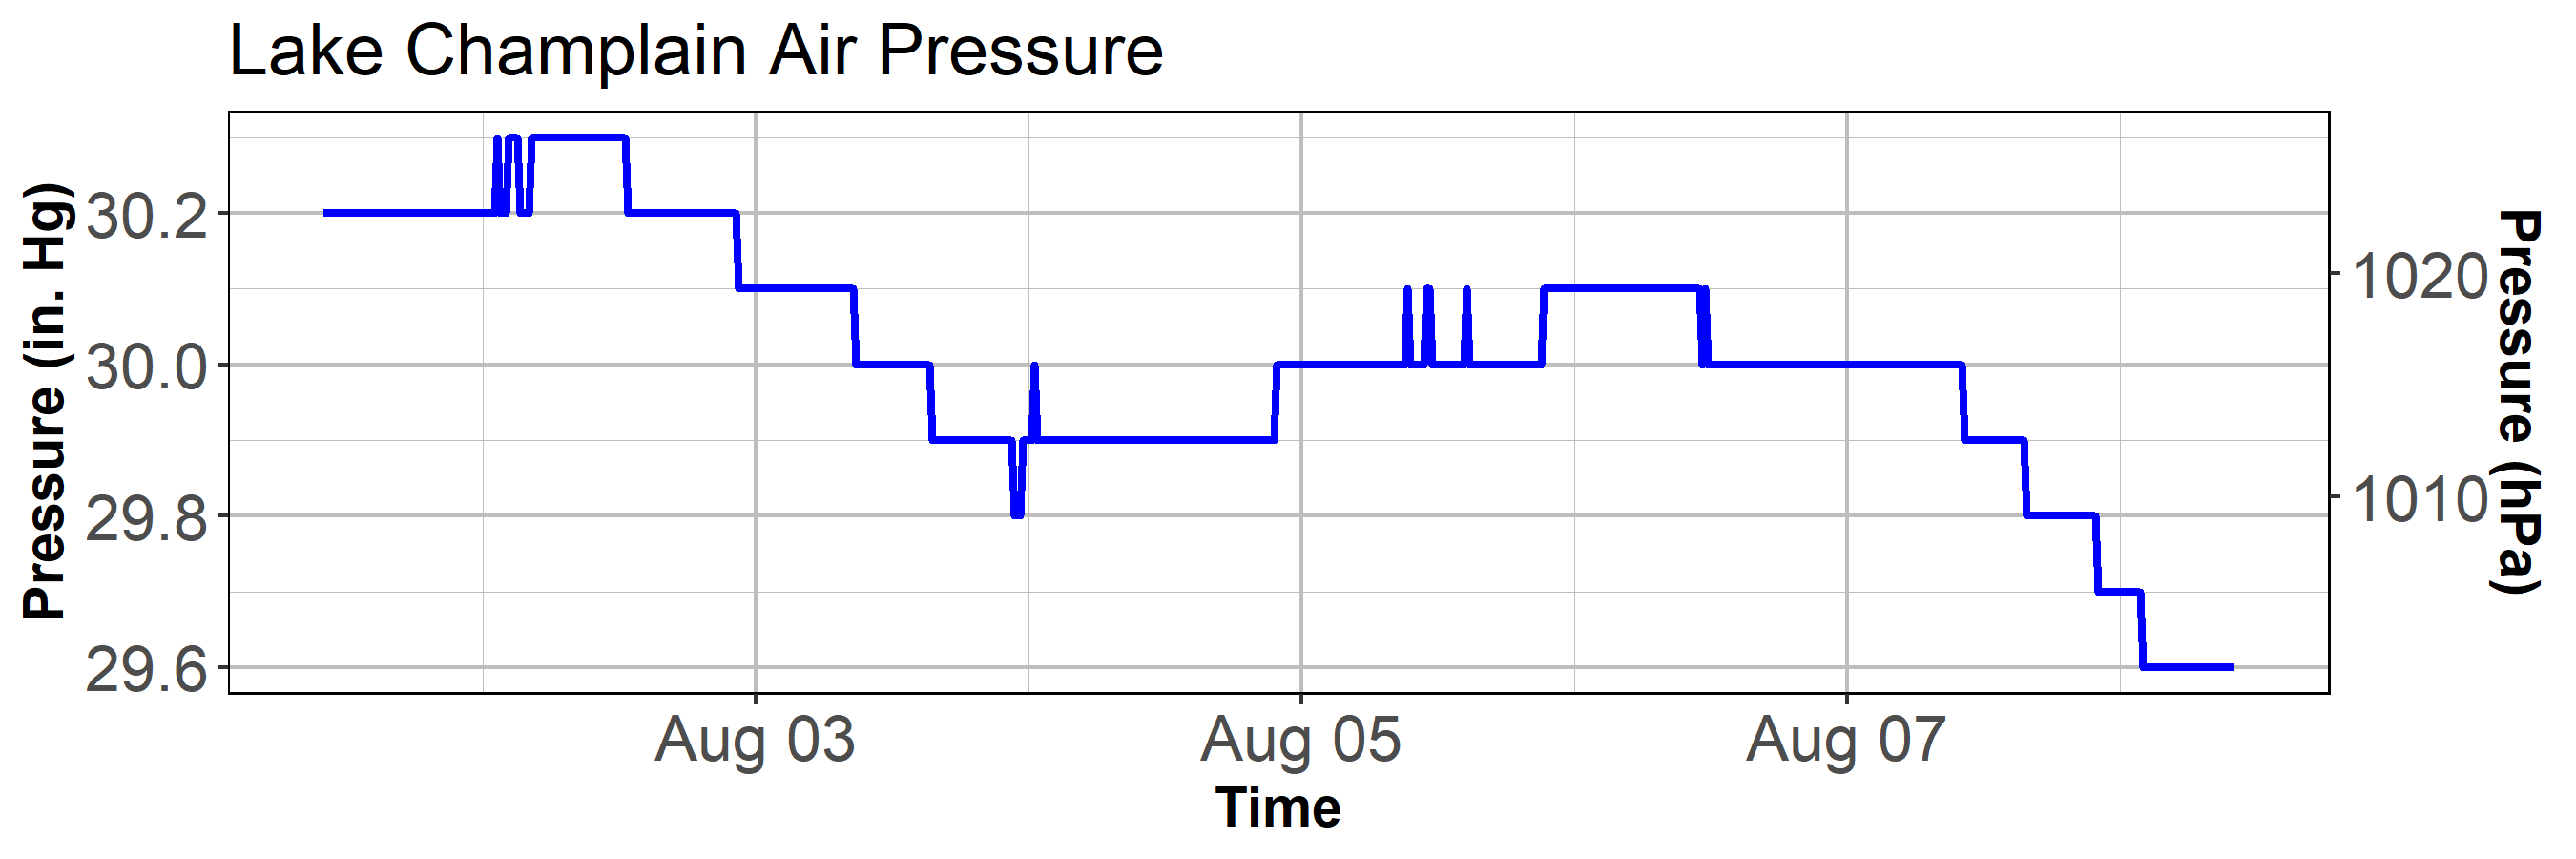 Lake Champlain Air Pressure
Pressure (in. Hg)
30.2
30.0
29.8
29.6
1020
1010
Pressure (hPa)
Aug 03 Aug 05 Aug 07
Time